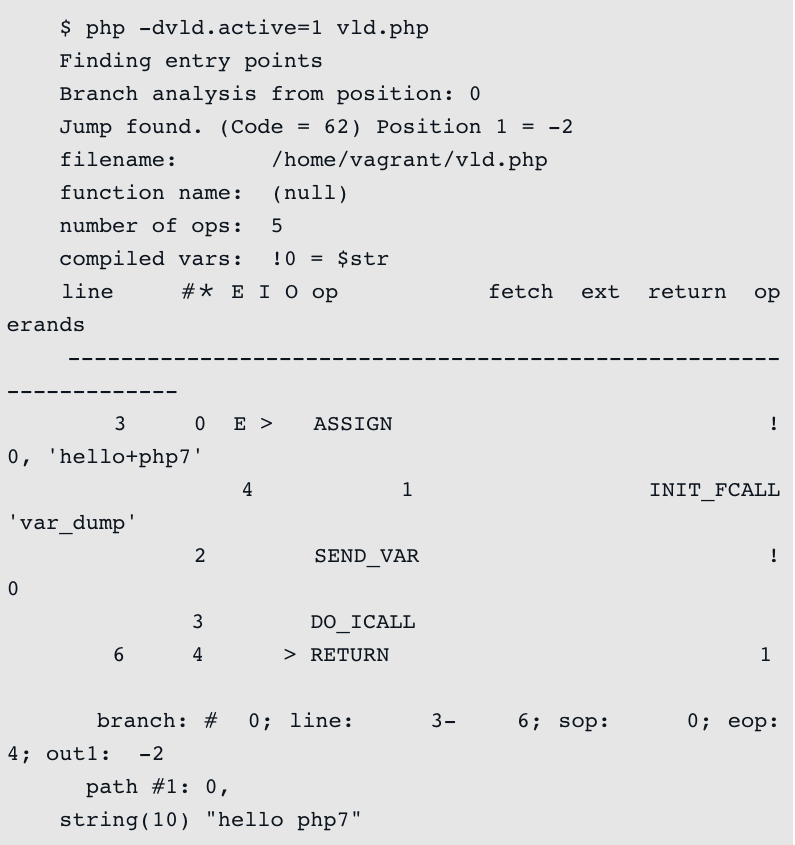 $ php -dvld.active=1 vld.php
Finding entry points
Branch analysis from position: 0
Jump found. (Code = 62) Position 1 = -2
filename:       /home/vagrant/vld.php
function name:  (null)
number of ops:  5
compiled vars:  !0 = $str
line     #* E I O op           fetch  ext  return  op
erands
------------------------------------------------------
-------------
3     0  E >   ASSIGN                            !
0, 'hello+php7'
4           1                  INIT_FCALL
'var_dump'
2        SEND_VAR                          !
0
3        DO_ICALL
6     4      > RETURN                            1
branch: #  0; line:      3-     6; sop:      0; eop:
4; out1:  -2
path #1: 0,
string(10) "hello php7"